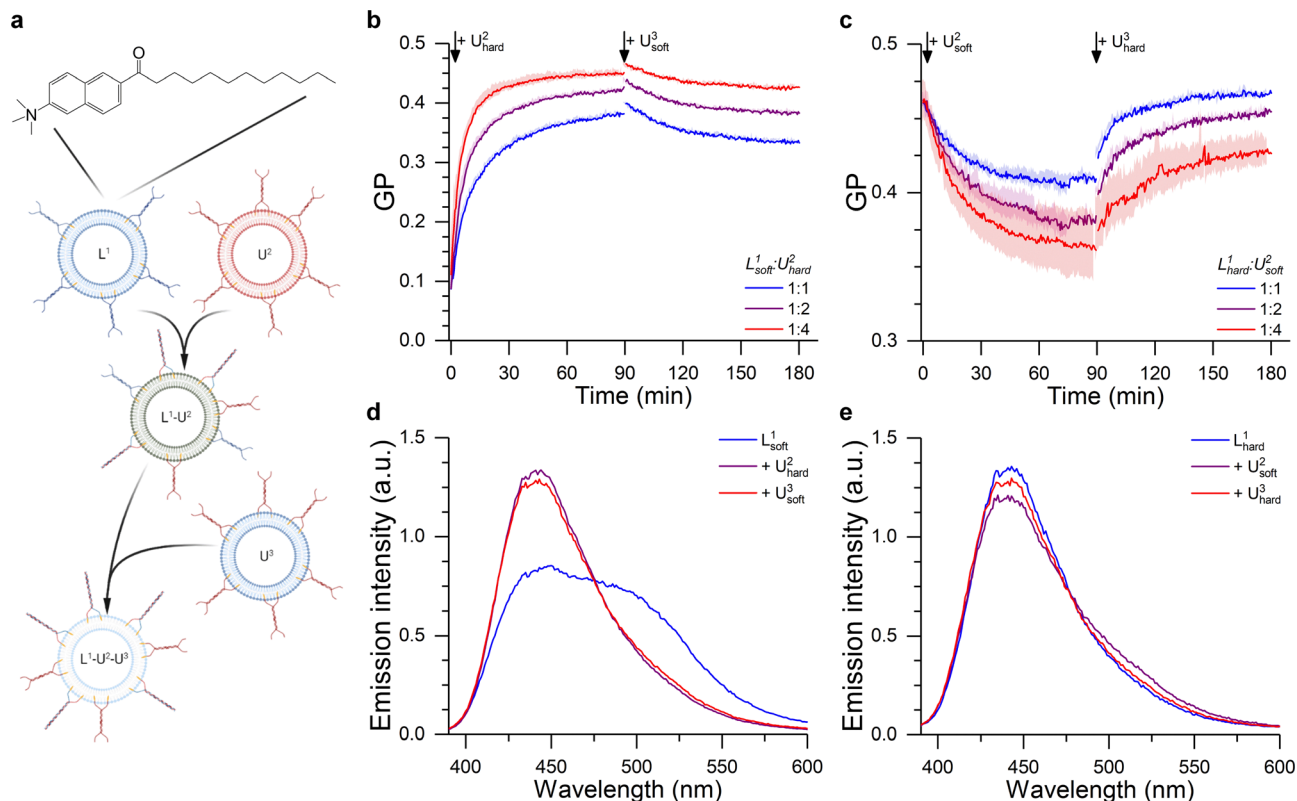 a
O
N
L¹
U²
L¹-U²
U³
L¹-U²-U³
b
+ U²hard
+ U³soft
0.5
0.4
0.3
0.2
0.1
0.0
GP
L¹soft:U²hard
1:1
1:2
1:4
0 30 60 90 120 150 180
Time (min)
c
+ U²soft
+ U³hard
0.5
0.4
0.3
GP
L¹hard:U²soft
1:1
1:2
1:4
0 30 60 90 120 150 180
Time (min)
d
1.5
1.0
0.5
0.0
Emission intensity (a.u.)
L¹soft
+ U²hard
+ U³soft
400 450 500 550 600
Wavelength (nm)
e
1.5
1.0
0.5
0.0
Emission intensity (a.u.)
L¹hard
+ U²soft
+ U³hard
400 450 500 550 600
Wavelength (nm)